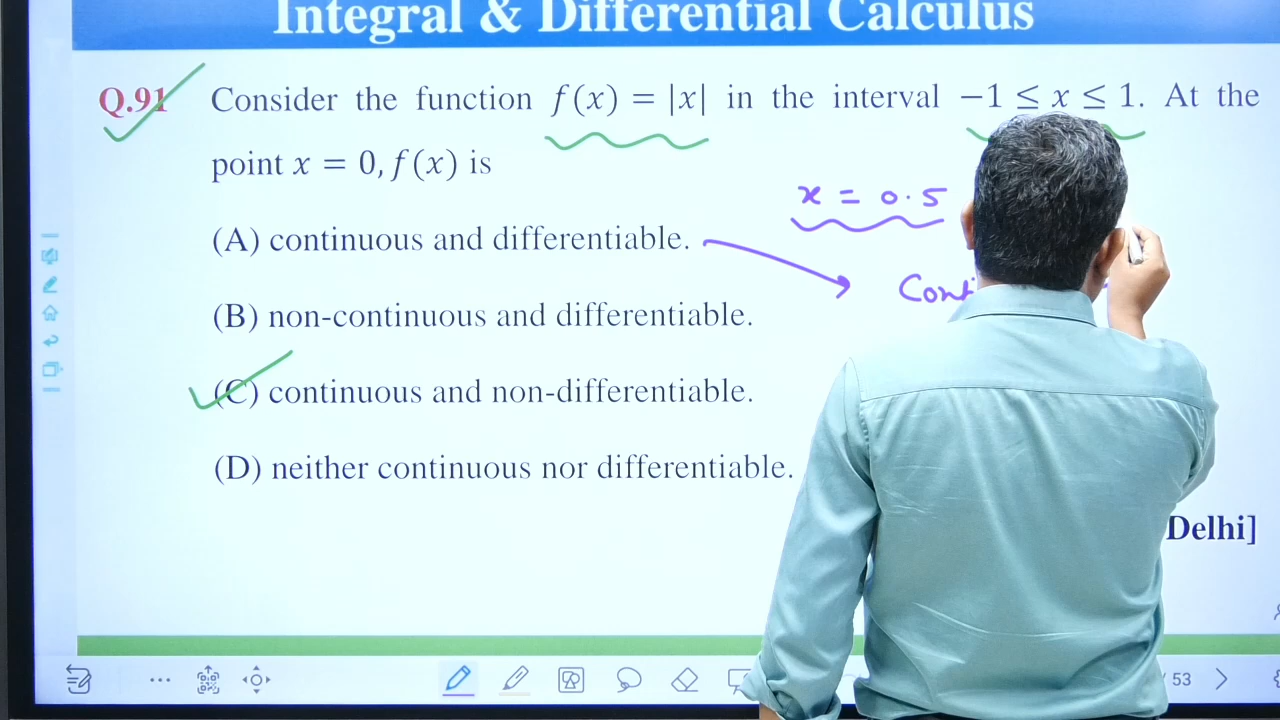 Integral & Differential Calculus
Q.91 Consider the function f(x) = |x| in the interval −1 ≤ x ≤ 1. At the
point x = 0, f(x) is
x = 0.5
(A) continuous and differentiable.
(B) non-continuous and differentiable.
(C) continuous and non-differentiable.
(D) neither continuous nor differentiable.
Delhi]
/ 53